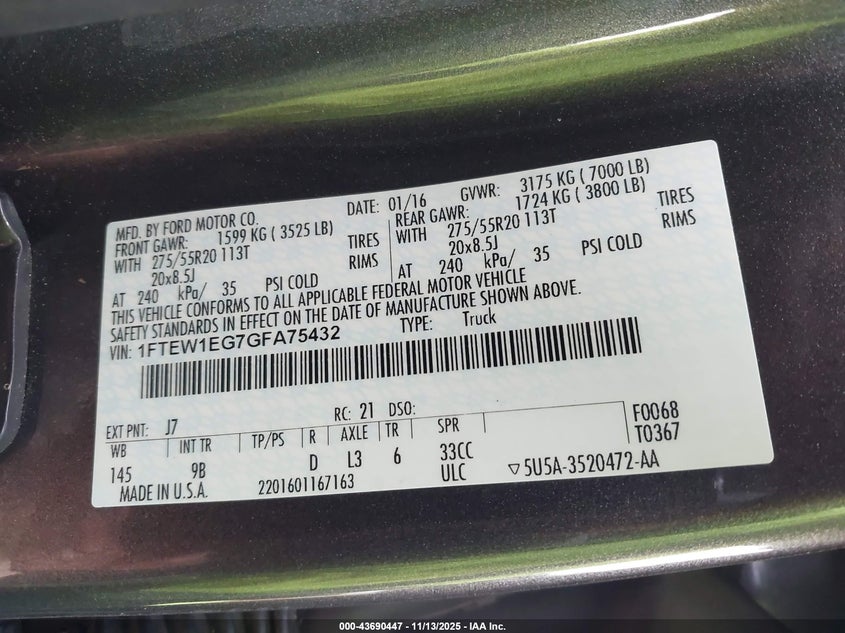 MFD. BY FORD MOTOR CO.
DATE: 01/16 GVWR: 3175 KG ( 7000 LB)
FRONT GAWR: 1599 KG ( 3525 LB) REAR GAWR: 1724 KG ( 3800 LB)
WITH 275/55R20 113T TIRES WITH 275/55R20 113T TIRES
20x8.5J RIMS 20x8.5J RIMS
AT 240 kPa/ 35 PSI COLD AT 240 kPa/ 35 PSI COLD
THIS VEHICLE CONFORMS TO ALL APPLICABLE FEDERAL MOTOR VEHICLE
SAFETY STANDARDS IN EFFECT ON THE DATE OF MANUFACTURE SHOWN ABOVE.
VIN: 1FTEW1EG7GFA75432 TYPE: Truck
EXT PNT: J7 RC: 21 DSO: F0068
WB INT TR TP/PS R AXLE TR SPR T0367
145 9B D L3 6 33CC
ULC ▽5U5A-3520472-AA
MADE IN U.S.A. 2201601167163
000-43690447 - 11/13/2025 - IAA Inc.